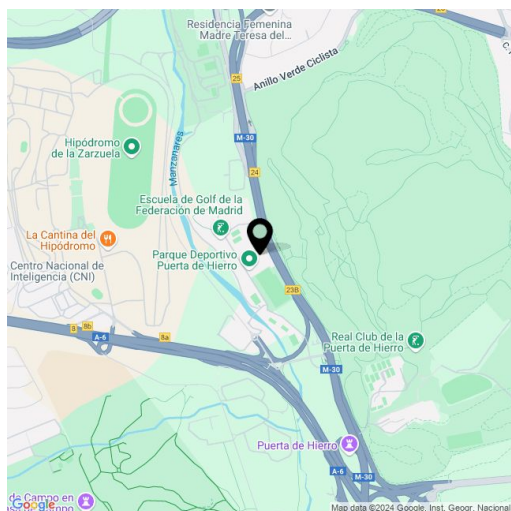 Residencia Femenina
Madre Teresa del...
Anillo Verde Ciclista
25
M-30
Hipódromo
de la Zarzuela
Manzanares
24
Escuela de Golf de la
Federación de Madrid
La Cantina del
Hipódromo
Parque Deportivo
Puerta de Hierro
Centro Nacional de
Inteligencia (CNI)
23B
8
8b
8a
A-6
Real Club de la
Puerta de Hierro
M-30
Puerta de Hierro
A-6
M-30
de Campo en
Google
Map data ©2024 Google, Inst. Geogr. Nacional